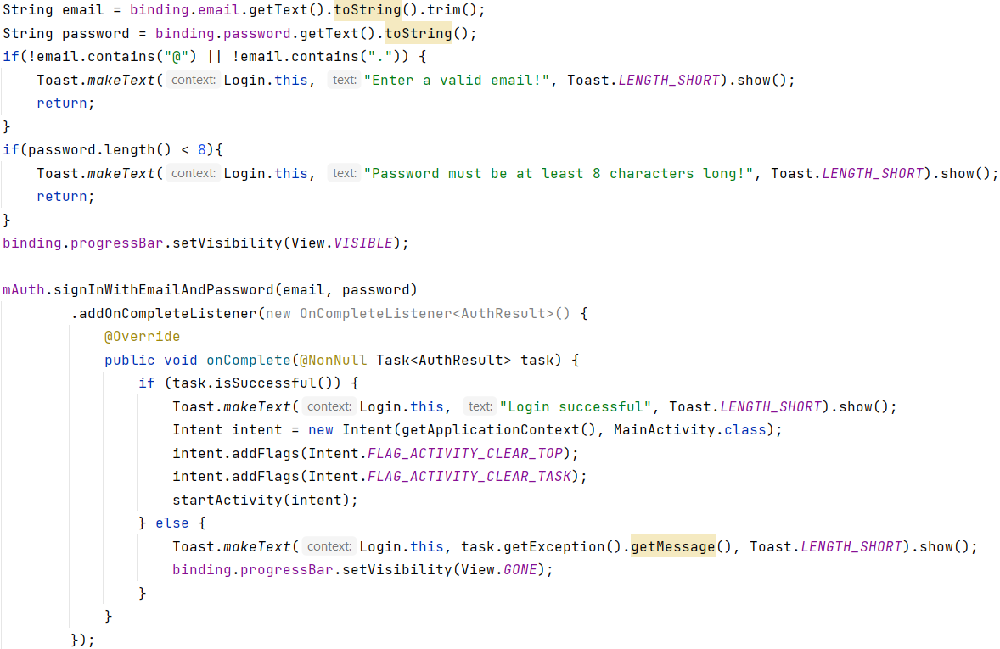 String email = binding.email.getText().toString().trim();
String password = binding.password.getText().toString();
if(!email.contains("@") || !email.contains(".")) {
    Toast.makeText( context: Login.this,  text: "Enter a valid email!", Toast.LENGTH_SHORT).show();
    return;
}
if(password.length() < 8){
    Toast.makeText( context: Login.this,  text: "Password must be at least 8 characters long!", Toast.LENGTH_SHORT).show();
    return;
}
binding.progressBar.setVisibility(View.VISIBLE);

mAuth.signInWithEmailAndPassword(email, password)
        .addOnCompleteListener(new OnCompleteListener<AuthResult>() {
            @Override
            public void onComplete(@NonNull Task<AuthResult> task) {
                if (task.isSuccessful()) {
                    Toast.makeText( context: Login.this,  text: "Login successful", Toast.LENGTH_SHORT).show();
                    Intent intent = new Intent(getApplicationContext(), MainActivity.class);
                    intent.addFlags(Intent.FLAG_ACTIVITY_CLEAR_TOP);
                    intent.addFlags(Intent.FLAG_ACTIVITY_CLEAR_TASK);
                    startActivity(intent);
                } else {
                    Toast.makeText( context: Login.this, task.getException().getMessage(), Toast.LENGTH_SHORT).show();
                    binding.progressBar.setVisibility(View.GONE);
                }
            }
        });